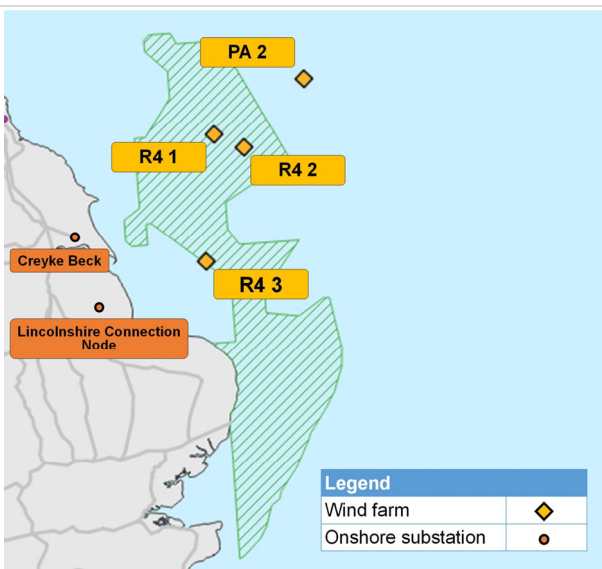 PA 2
R4 1
R4 2
Creyke Beck
R4 3
Lincolnshire Connection
Node
Legend
Wind farm
Onshore substation